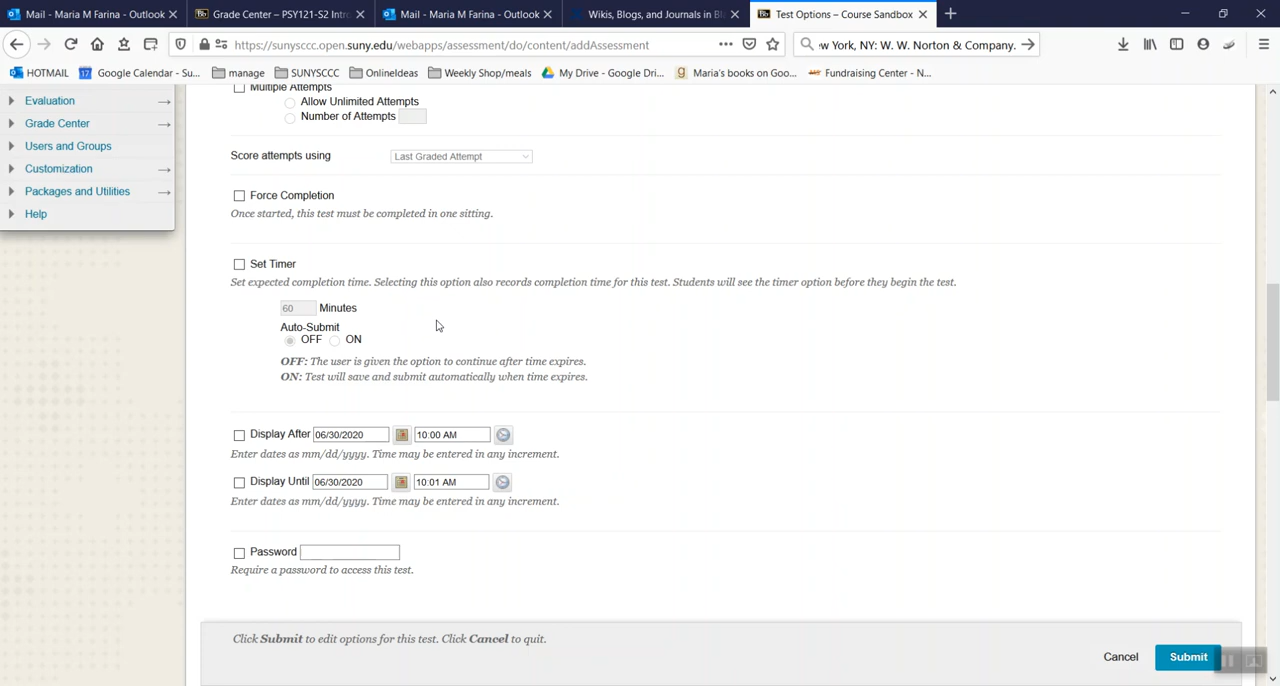 Mail - Maria M Farina - Outlook
Grade Center – PSY121-S2 Intro
Mail - Maria M Farina - Outlook
Wikis, Blogs, and Journals in Bl
Test Options – Course Sandbox
https://sunysccc.open.suny.edu/webapps/assessment/do/content/addAssessment
ew York, NY: W. W. Norton & Company.
HOTMAIL
Google Calendar - Su...
manage
SUNYSCCC
OnlineIdeas
Weekly Shop/meals
My Drive - Google Dri...
Maria's books on Goo...
Fundraising Center - N...
Evaluation
Grade Center
Users and Groups
Customization
Packages and Utilities
Help
Multiple Attempts
Allow Unlimited Attempts
Number of Attempts
Score attempts using
Last Graded Attempt
Force Completion
Once started, this test must be completed in one sitting.
Set Timer
Set expected completion time. Selecting this option also records completion time for this test. Students will see the timer option before they begin the test.
60 Minutes
Auto-Submit
OFF ON
OFF: The user is given the option to continue after time expires.
ON: Test will save and submit automatically when time expires.
Display After 06/30/2020 10:00 AM
Enter dates as mm/dd/yyyy. Time may be entered in any increment.
Display Until 06/30/2020 10:01 AM
Enter dates as mm/dd/yyyy. Time may be entered in any increment.
Password
Require a password to access this test.
Click Submit to edit options for this test. Click Cancel to quit.
Cancel
Submit